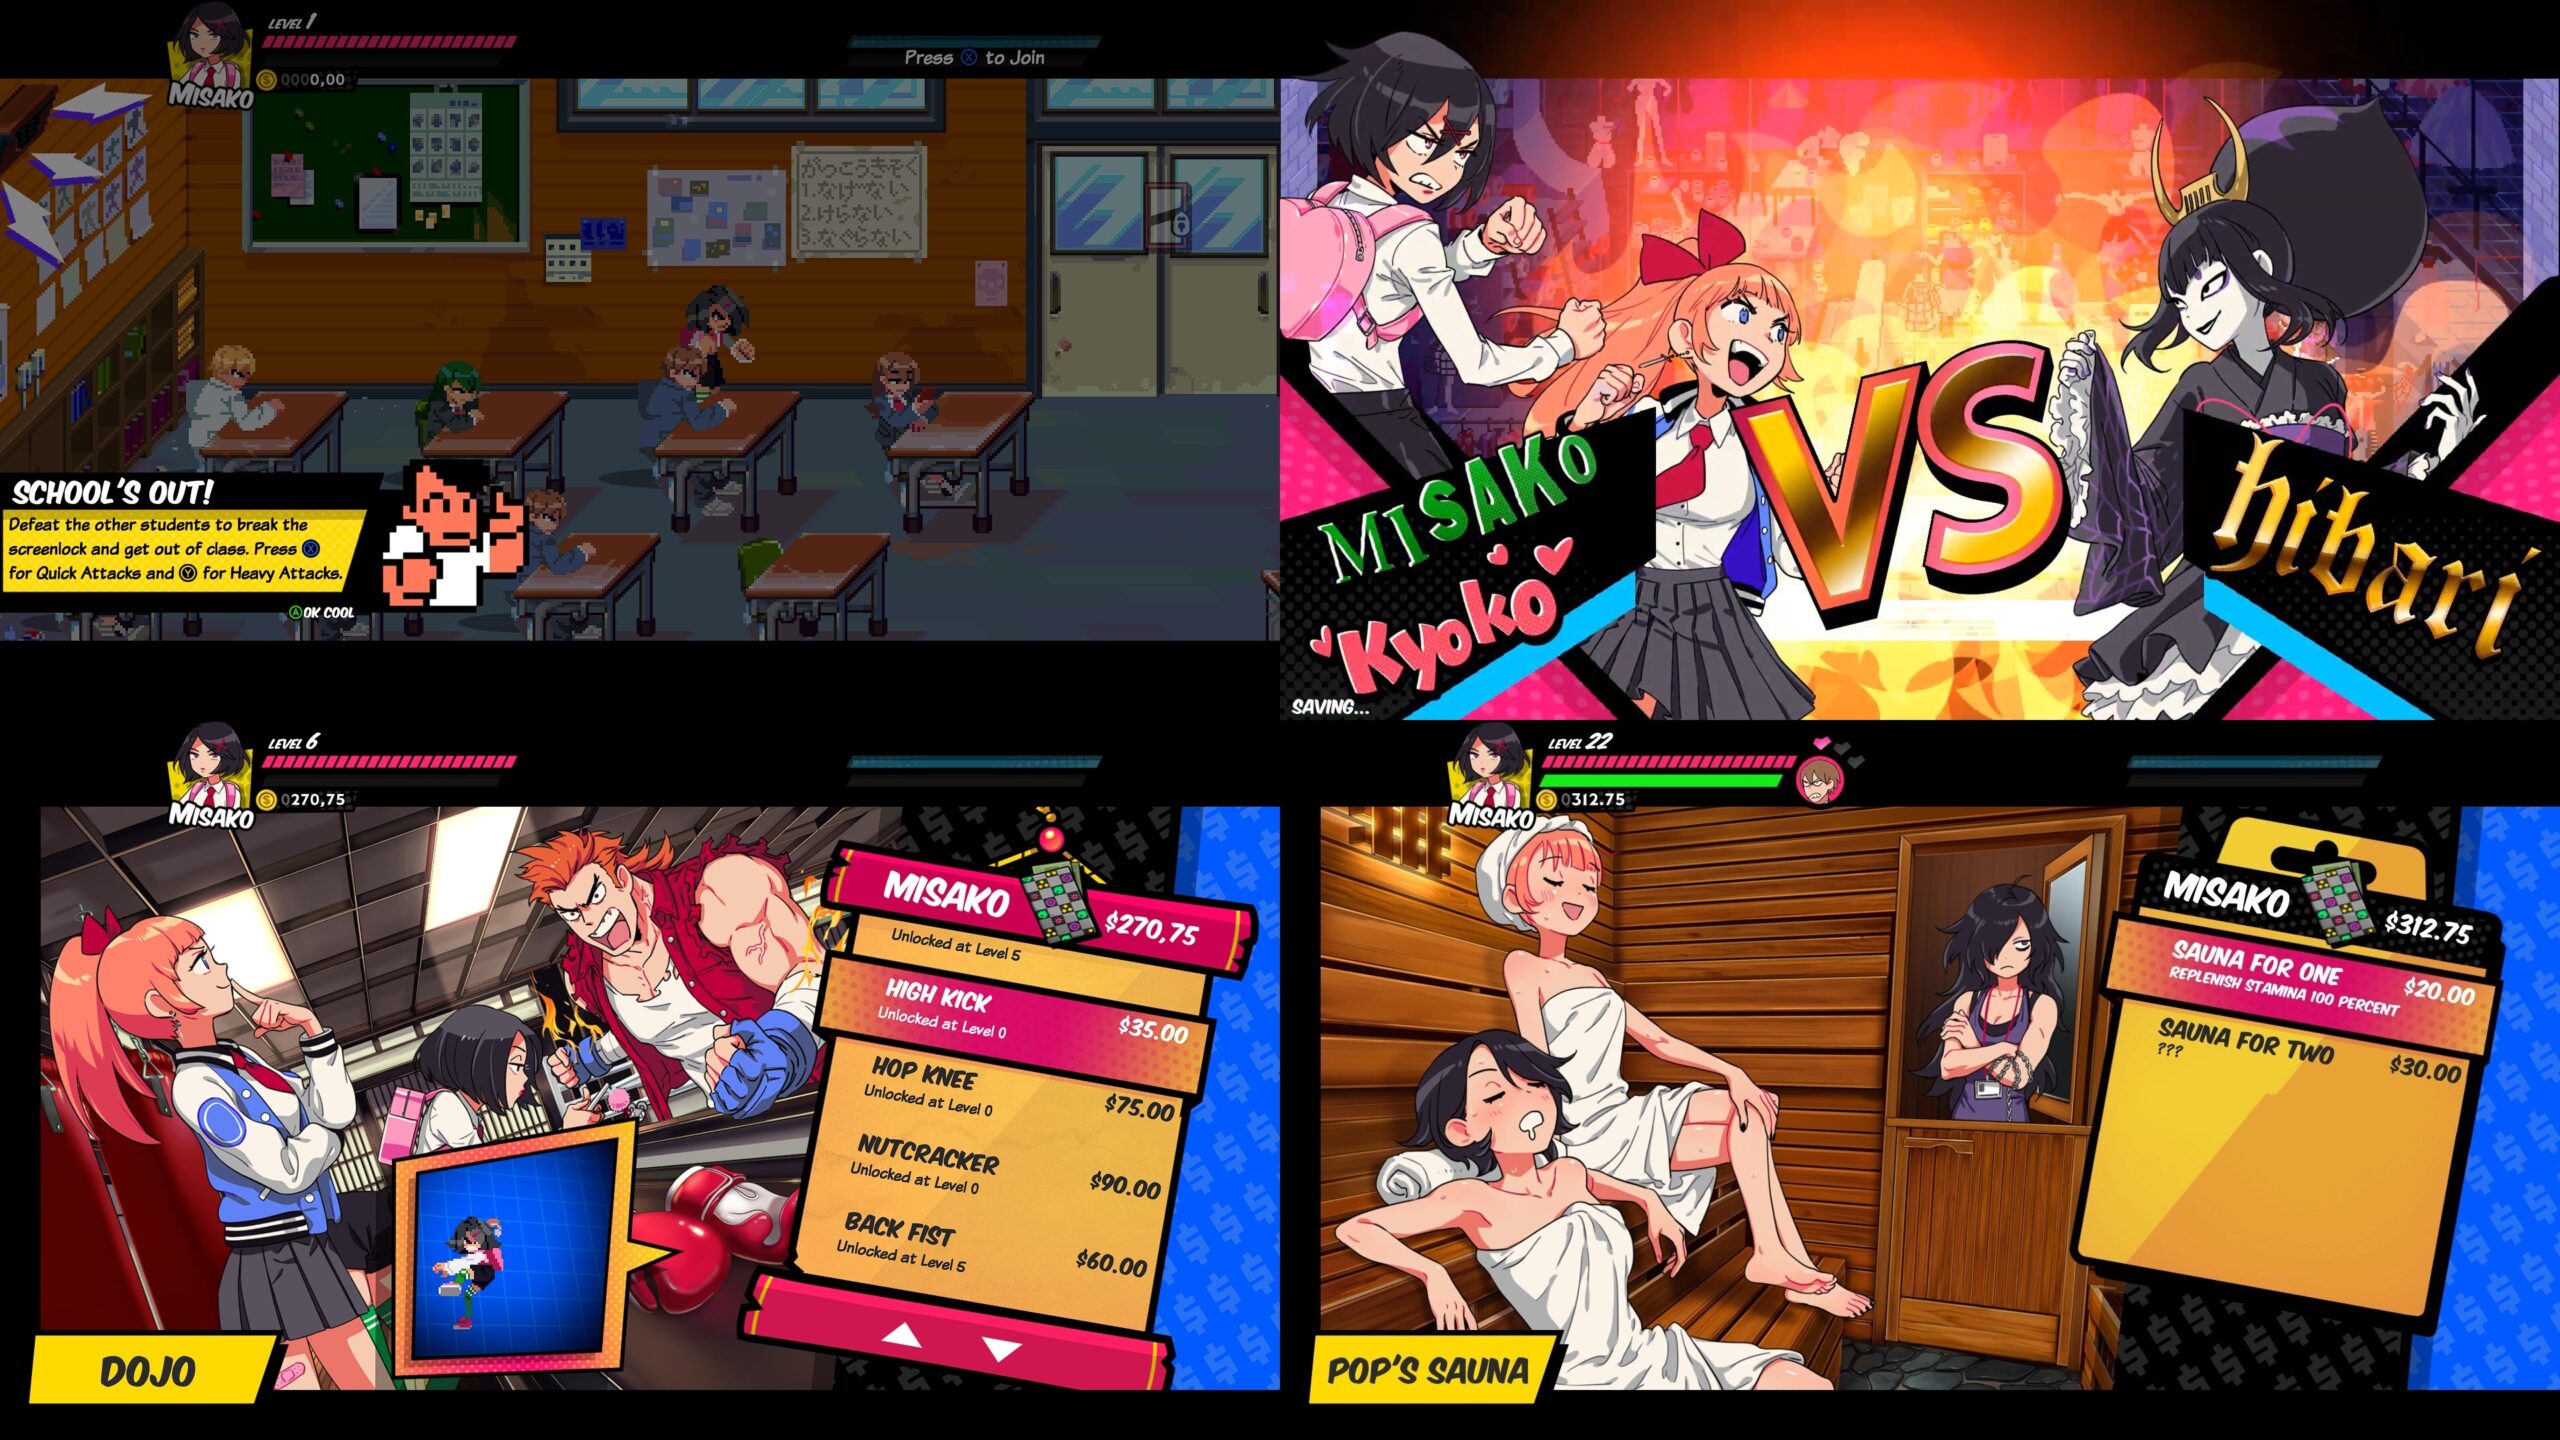 LEVEL 1
0000,00
MISAKO
Press X to Join
がっこうきそく
1.なげない
2.けらない
3.なぐらない
SCHOOL'S OUT!
Defeat the other students to break the
screenlock and get out of class. Press X
for Quick Attacks and Y for Heavy Attacks.
A OK COOL
MISAKO
Kyoko
VS
hibari
SAVING...
LEVEL 6
0270,75
MISAKO
MISAKO
$270,75
Unlocked at Level 5
HIGH KICK
Unlocked at Level 0
$35.00
HOP KNEE
Unlocked at Level 0
$75.00
NUTCRACKER
Unlocked at Level 0
$90.00
BACK FIST
Unlocked at Level 5
$60.00
DOJO
LEVEL 22
0312.75
MISAKO
MISAKO
$312.75
SAUNA FOR ONE
REPLENISH STAMINA 100 PERCENT
$20.00
SAUNA FOR TWO
???
$30.00
POP'S SAUNA